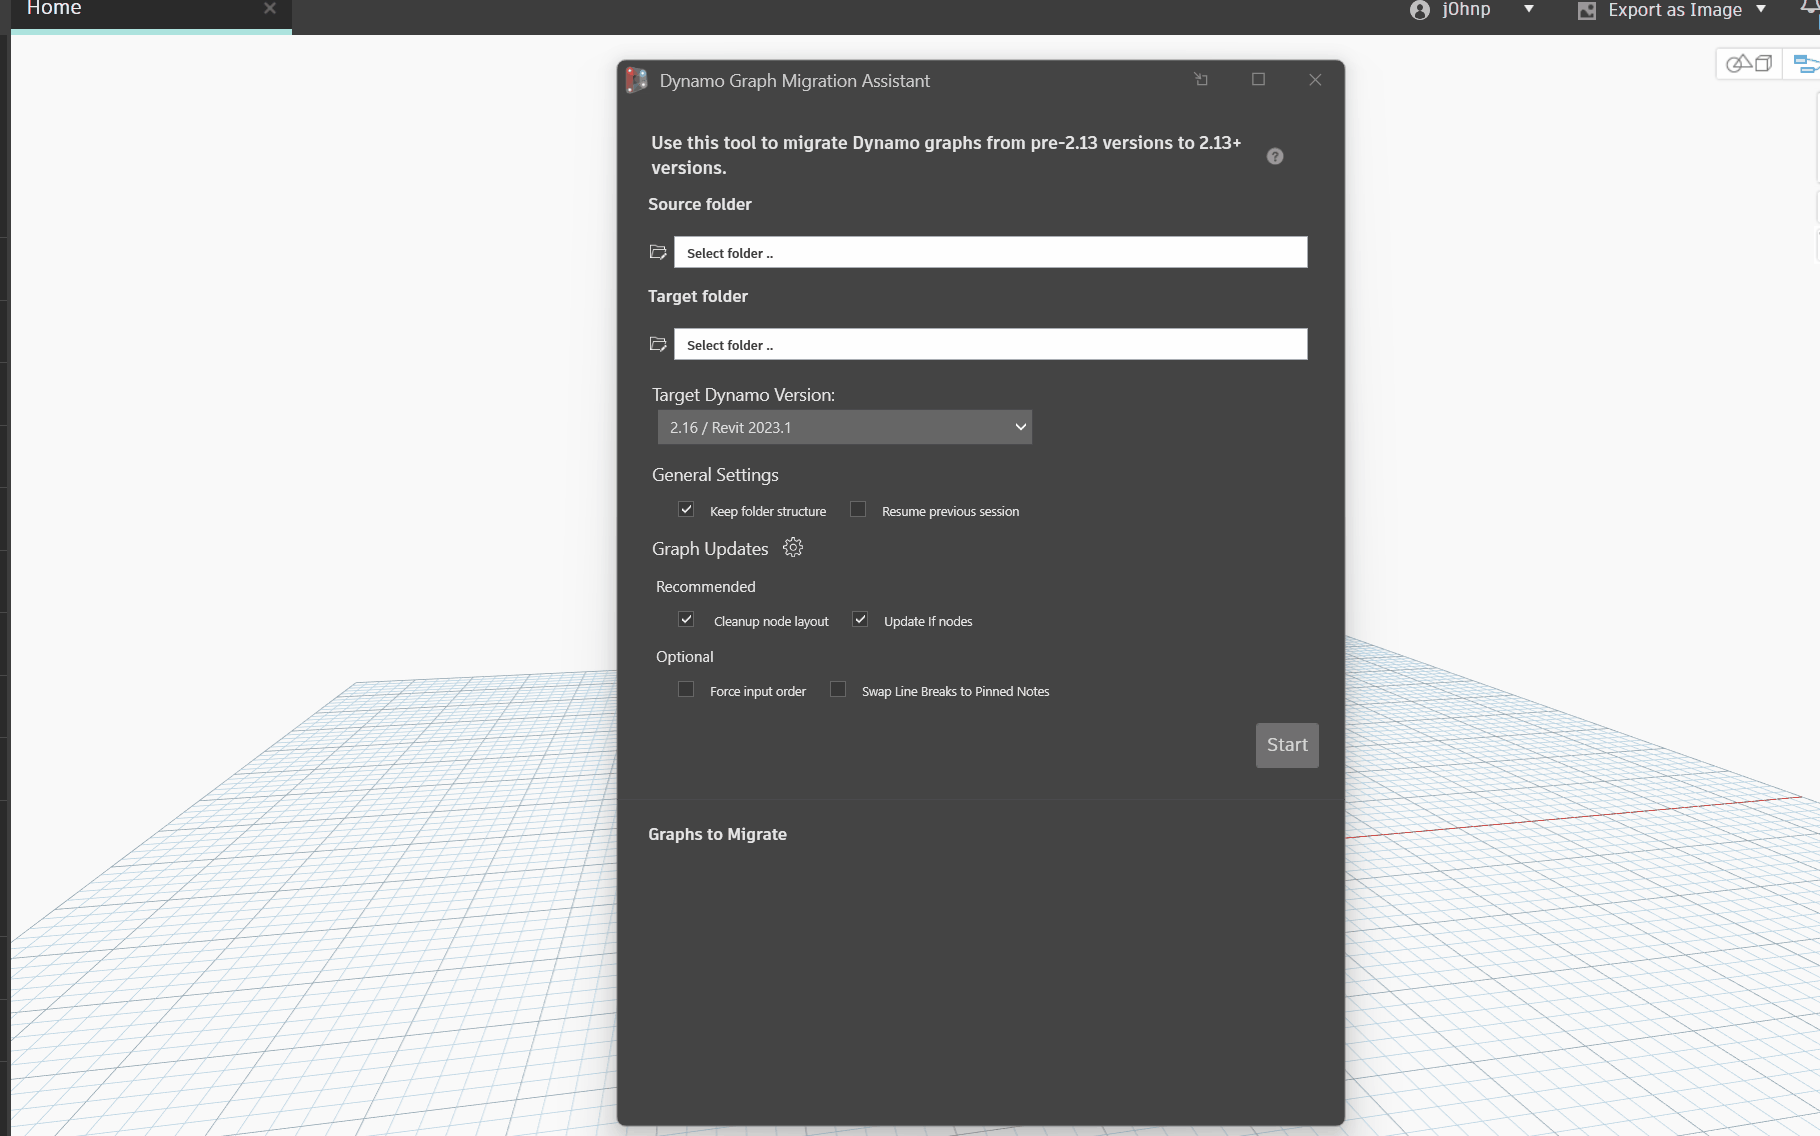 Home
j0hnp
Export as Image
Dynamo Graph Migration Assistant
Use this tool to migrate Dynamo graphs from pre-2.13 versions to 2.13+
versions.
?
Source folder
Select folder ..
Target folder
Select folder ..
Target Dynamo Version:
2.16 / Revit 2023.1
General Settings
Keep folder structure
Resume previous session
Graph Updates
Recommended
Cleanup node layout
Update If nodes
Optional
Force input order
Swap Line Breaks to Pinned Notes
Start
Graphs to Migrate